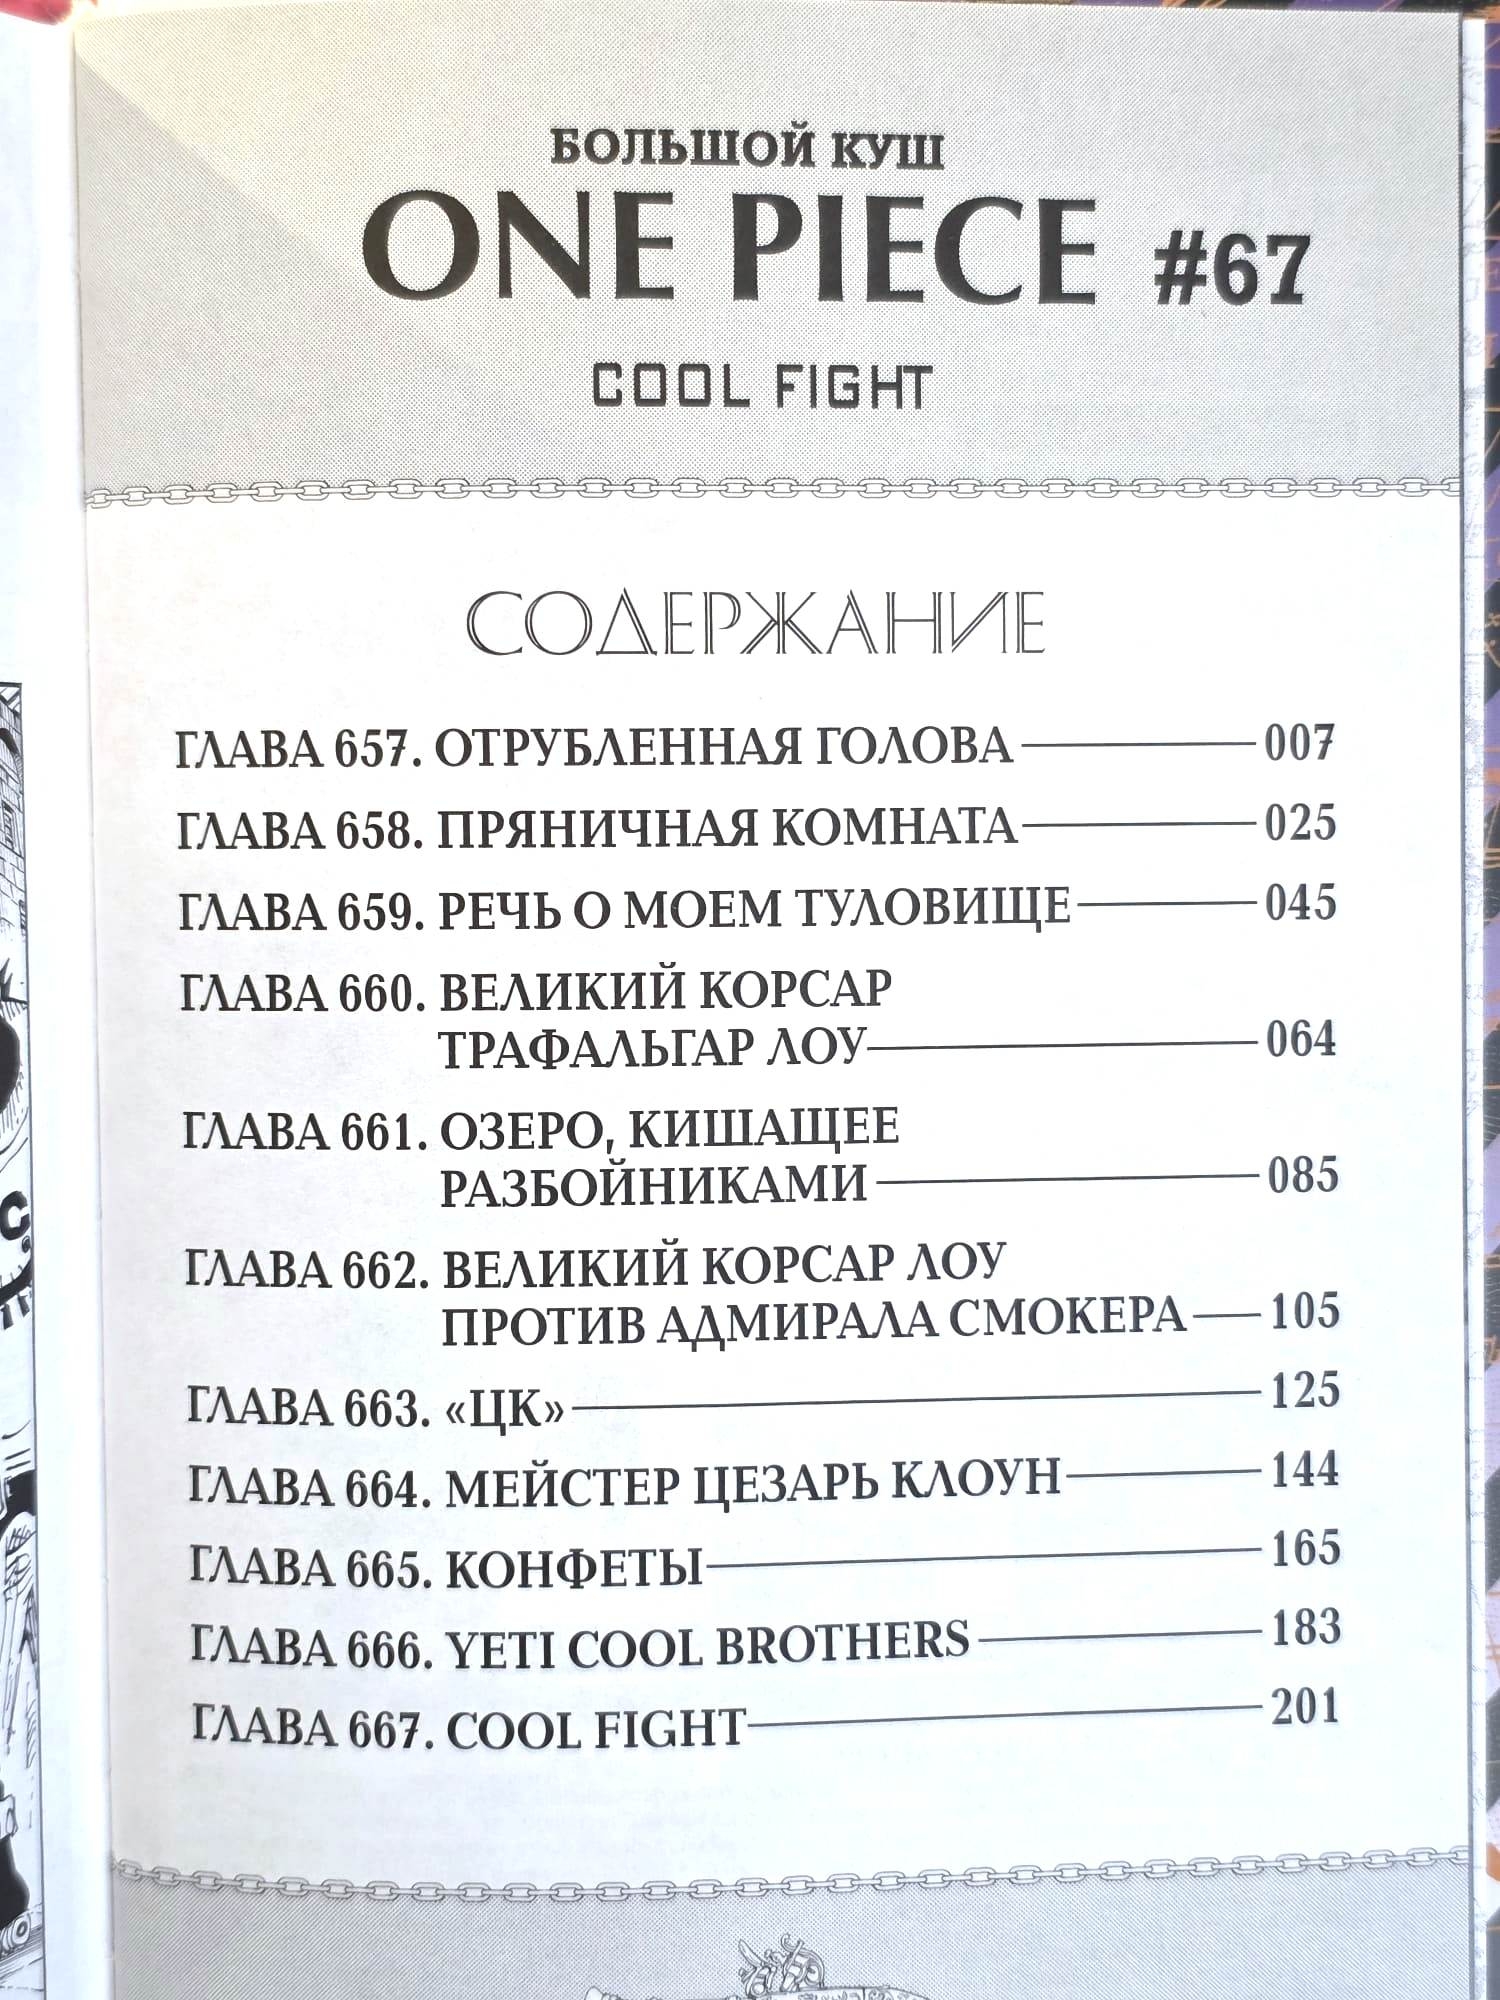 БОЛЬШОЙ КУШ
ONE PIECE #67
COOL FIGHT
СОДЕРЖАНИЕ
ГЛАВА 657. ОТРУБЛЕННАЯ ГОЛОВА 007
ГЛАВА 658. ПРЯНИЧНАЯ КОМНАТА 025
ГЛАВА 659. РЕЧЬ О МОЕМ ТУЛОВИЩЕ 045
ГЛАВА 660. ВЕЛИКИЙ КОРСАР
ТРАФАЛЬГАР ЛОУ 064
ГЛАВА 661. ОЗЕРО, КИШАЩЕЕ
РАЗБОЙНИКАМИ 085
ГЛАВА 662. ВЕЛИКИЙ КОРСАР ЛОУ
ПРОТИВ АДМИРАЛА СМОКЕРА 105
ГЛАВА 663. «ЦК» 125
ГЛАВА 664. МЕЙСТЕР ЦЕЗАРЬ КЛОУН 144
ГЛАВА 665. КОНФЕТЫ 165
ГЛАВА 666. YETI COOL BROTHERS 183
ГЛАВА 667. COOL FIGHT 201